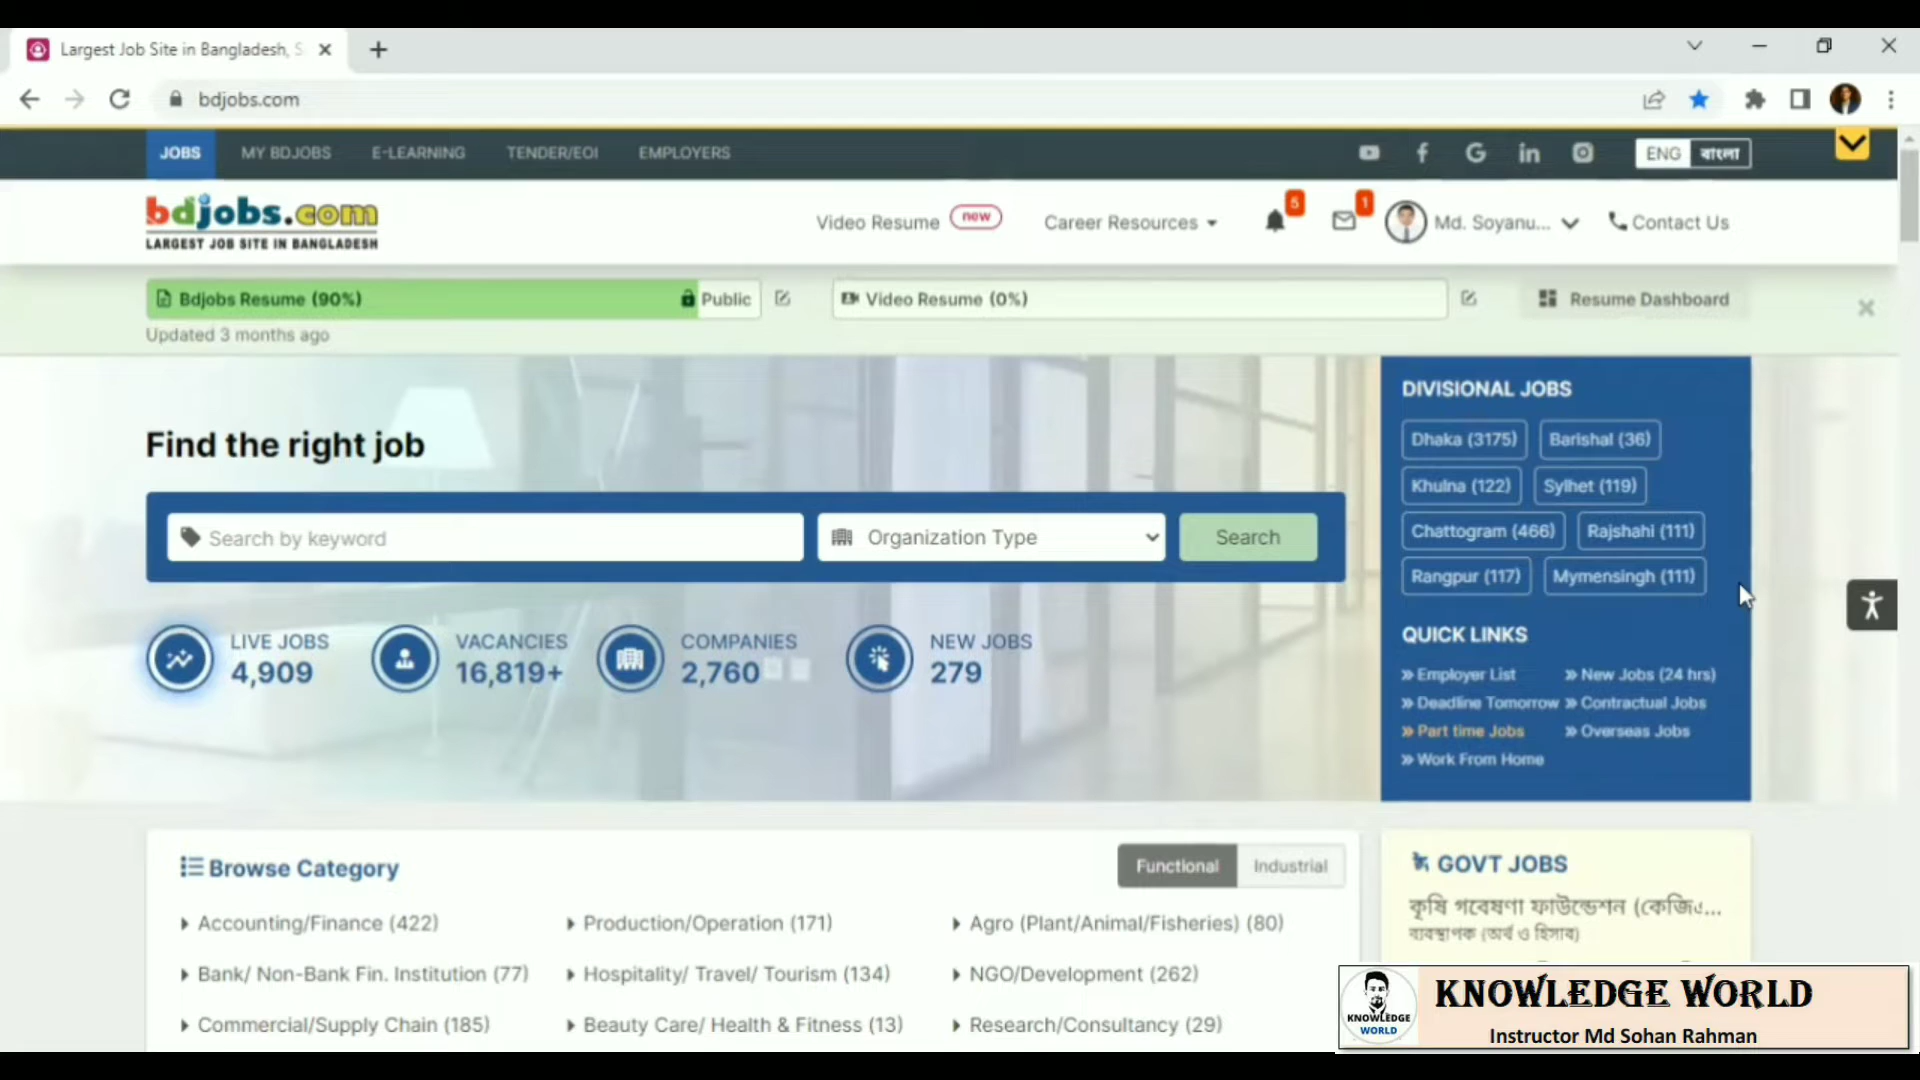 Largest Job Site in Bangladesh, S
bdjobs.com
JOBS MY BDJOBS E-LEARNING TENDER/EOI EMPLOYERS ENG বাংলা
bdjobs.com
LARGEST JOB SITE IN BANGLADESH
Video Resume new Career Resources 5 1 Md. Soyanu... Contact Us
Bdjobs Resume (90%) Public Video Resume (0%) Resume Dashboard
Updated 3 months ago
Find the right job
Search by keyword Organization Type Search
LIVE JOBS
4,909
VACANCIES
16,819+
COMPANIES
2,760
NEW JOBS
279
DIVISIONAL JOBS
Dhaka (3175) Barishal (36)
Khulna (122) Sylhet (119)
Chattogram (466) Rajshahi (111)
Rangpur (117) Mymensingh (111)
QUICK LINKS
» Employer List » New Jobs (24 hrs)
» Deadline Tomorrow » Contractual Jobs
» Part time Jobs » Overseas Jobs
» Work From Home
Browse Category Functional Industrial
Accounting/Finance (422) Production/Operation (171) Agro (Plant/Animal/Fisheries) (80)
Bank/ Non-Bank Fin. Institution (77) Hospitality/ Travel/ Tourism (134) NGO/Development (262)
Commercial/Supply Chain (185) Beauty Care/ Health & Fitness (13) Research/Consultancy (29)
GOVT JOBS
কৃষি গবেষণা ফাউন্ডেশন
ব্যবস্থাপক (অর্থ ও হিসাব)
KNOWLEDGE
WORLD
KNOWLEDGE WORLD
Instructor Md Sohan Rahman